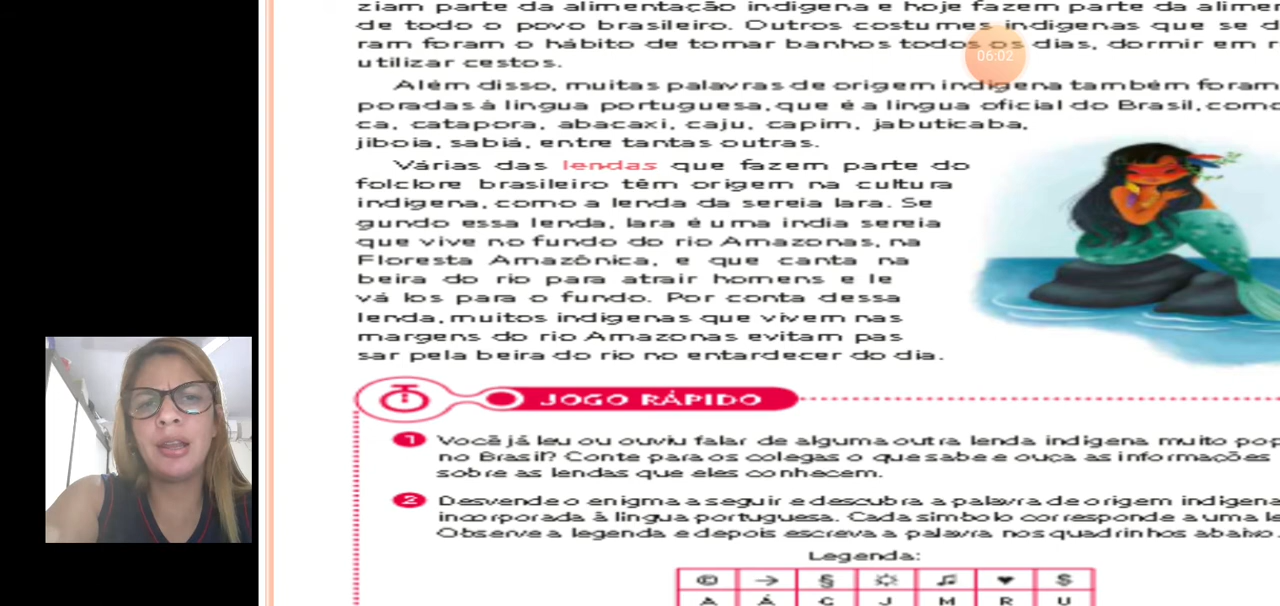 ziam parte da alimentação indígena e hoje fazem parte da alimen
de todo o povo brasileiro. Outros costumes indígenas que se d
ram foram o hábito de tomar banhos todos os dias, dormir em r
utilizar cestos.
06:02
Além disso, muitas palavras de origem indígena também foram
poradas à língua portuguesa, que é a língua oficial do Brasil, como
ca, catapora, abacaxi, caju, capim, jabuticaba,
jiboia, sabiá, entre tantas outras.
Várias das lendas que fazem parte do
folclore brasileiro têm origem na cultura
indígena, como a lenda da sereia Iara. Se
gundo essa lenda, Iara é uma índia sereia
que vive no fundo do rio Amazonas, na
Floresta Amazônica, e que canta na
beira do rio para atrair homens e le
vá los para o fundo. Por conta dessa
lenda, muitos indígenas que vivem nas
margens do rio Amazonas evitam pas
sar pela beira do rio no entardecer do dia.
JOGO RÁPIDO
1 Você já leu ou ouviu falar de alguma outra lenda indígena muito pop
no Brasil? Conte para os colegas o que sabe e ouça as informações
sobre as lendas que eles conhecem.
2 Desvende o enigma a seguir e descubra a palavra de origem indígena
incorporada à língua portuguesa. Cada símbolo corresponde a uma le
Observe a legenda e depois escreva a palavra nos quadrinhos abaixo.
Legenda:
© → § ☼ ♫ ♥ $
A Á C J M R U